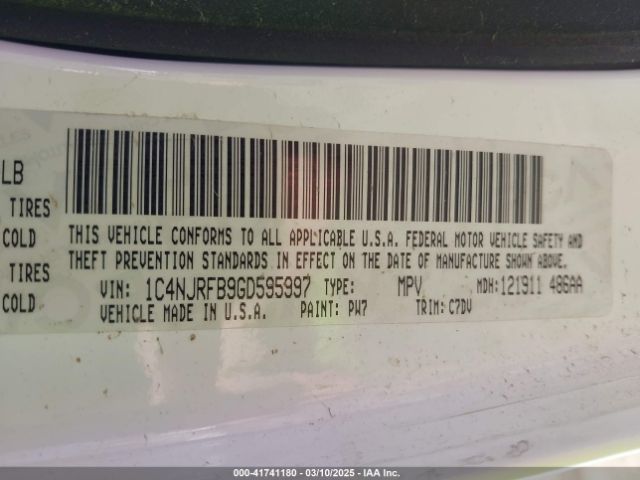 LB
TIRES
COLD
TIRES
COLD
THIS VEHICLE CONFORMS TO ALL APPLICABLE U.S.A. FEDERAL MOTOR VEHICLE SAFETY AND
THEFT PREVENTION STANDARDS IN EFFECT ON THE DATE OF MANUFACTURE SHOWN ABOVE.
VIN: 1C4NJRFB9GD595997 TYPE: MPV MDH: 121911 486AA
VEHICLE MADE IN U.S.A. PAINT: PW7 TRIM: C7DV
000-41741180 - 03/10/2025 - IAAI.COM